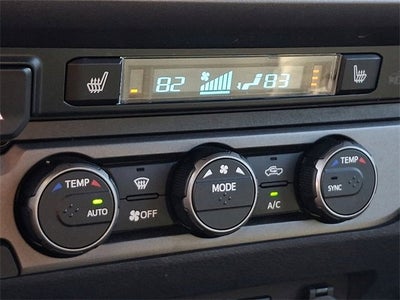 82 83
TEMP
AUTO
OFF
MODE
A/C
TEMP
SYNC